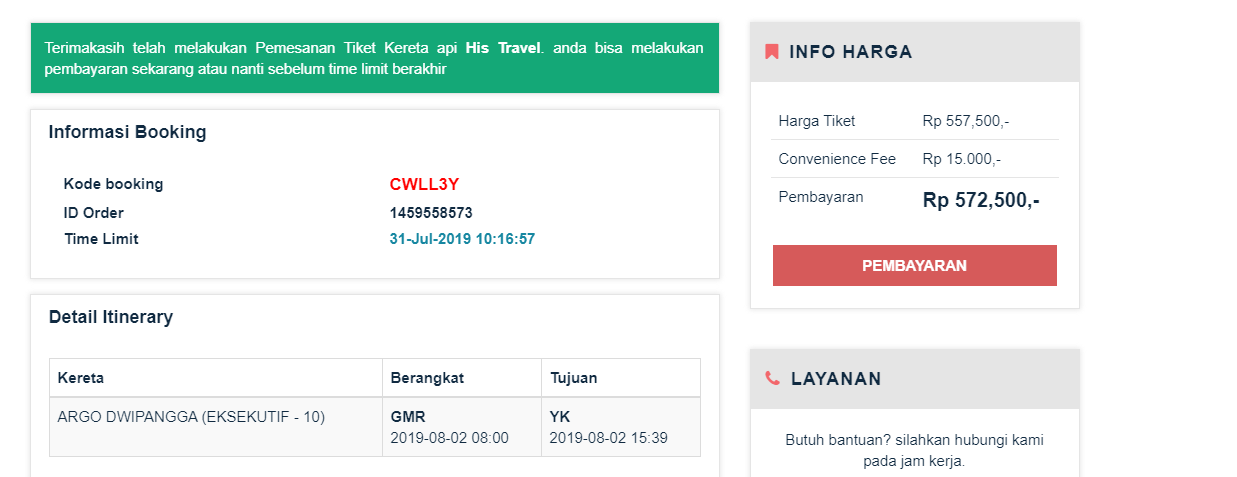 Terimakasih telah melakukan Pemesanan Tiket Kereta api His Travel. anda bisa melakukan
pembayaran sekarang atau nanti sebelum time limit berakhir
Informasi Booking
Kode booking CWLL3Y
ID Order 1459558573
Time Limit 31-Jul-2019 10:16:57
Detail Itinerary
Kereta Berangkat Tujuan
ARGO DWIPANGGA (EKSEKUTIF - 10) GMR YK
2019-08-02 08:00 2019-08-02 15:39
INFO HARGA
Harga Tiket Rp 557,500,-
Convenience Fee Rp 15.000,-
Pembayaran Rp 572,500,-
PEMBAYARAN
LAYANAN
Butuh bantuan? silahkan hubungi kami
pada jam kerja.